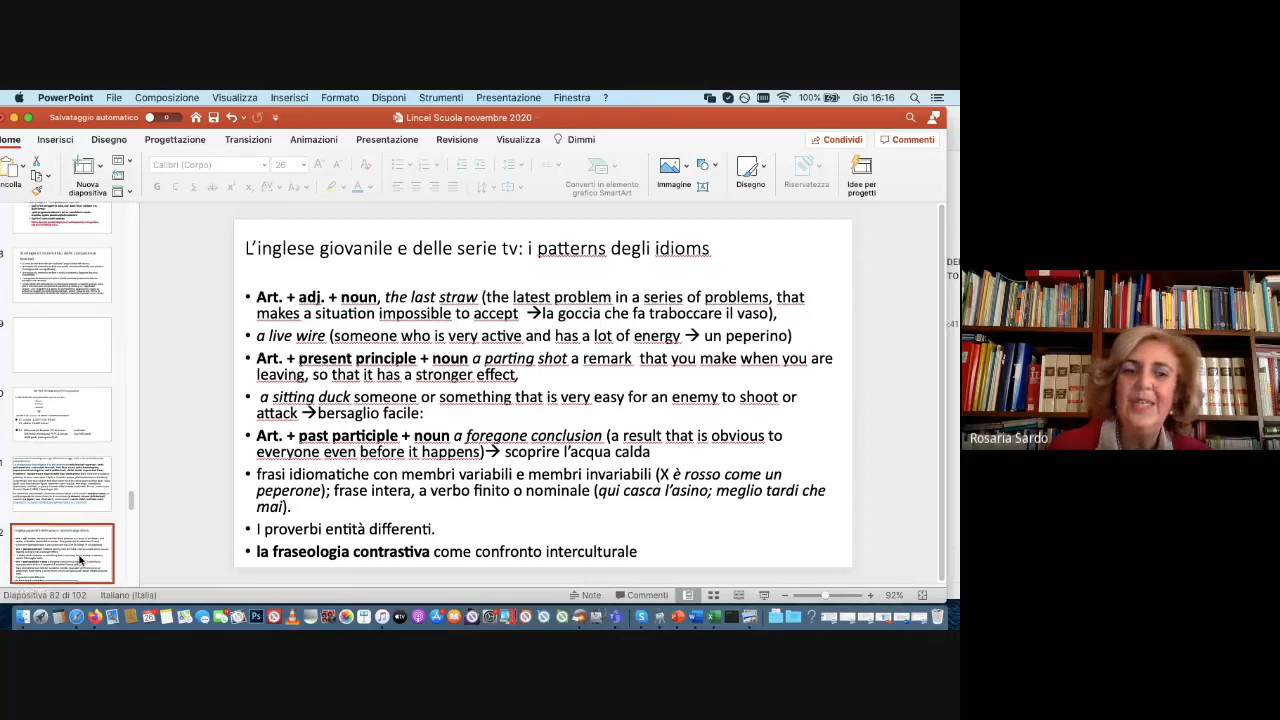 PowerPoint File Composizione Visualizza Inserisci Formato Disponi Strumenti Presentazione Finestra ? 100% Gio 16:16
Salvataggio automatico Lincei Scuola novembre 2020
Home Inserisci Disegno Progettazione Transizioni Animazioni Presentazione Revisione Visualizza Dimmi Condividi Commenti
Calibri (Corpo) 26
Incolla Nuova diapositiva Converti in elemento grafico SmartArt Immagine Disegno Riservatezza Idee per progetti
L'inglese giovanile e delle serie tv: i patterns degli idioms
• Art. + adj. + noun, the last straw (the latest problem in a series of problems, that
makes a situation impossible to accept →la goccia che fa traboccare il vaso),
• a live wire (someone who is very active and has a lot of energy → un peperino)
• Art. + present principle + noun a parting shot a remark that you make when you are
leaving, so that it has a stronger effect,
• a sitting duck someone or something that is very easy for an enemy to shoot or
attack →bersaglio facile:
• Art. + past participle + noun a foregone conclusion (a result that is obvious to
everyone even before it happens)→ scoprire l'acqua calda
• frasi idiomatiche con membri variabili e nembri invariabili (X è rosso come un
peperone); frase intera, a verbo finito o nominale (qui casca l'asino; meglio tardi che
mai).
• I proverbi entità differenti.
• la fraseologia contrastiva come confronto interculturale
Diapositiva 82 di 102 Italiano (Italia) Note Commenti 92%
Rosaria Sardo